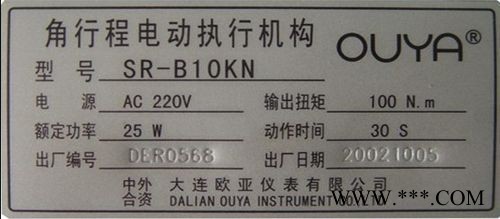 角行程电动执行机构 OUYA®
型号 SR-B10KN
电源 AC 220V 输出扭矩 100 N.m
额定功率 25 W 动作时间 30 S
出厂编号 DER0568 出厂日期 20021005
中外合资 大连欧亚仪表有限公司
DALIAN OUYA INSTRUMENT CO.,LTD
www.***.COM